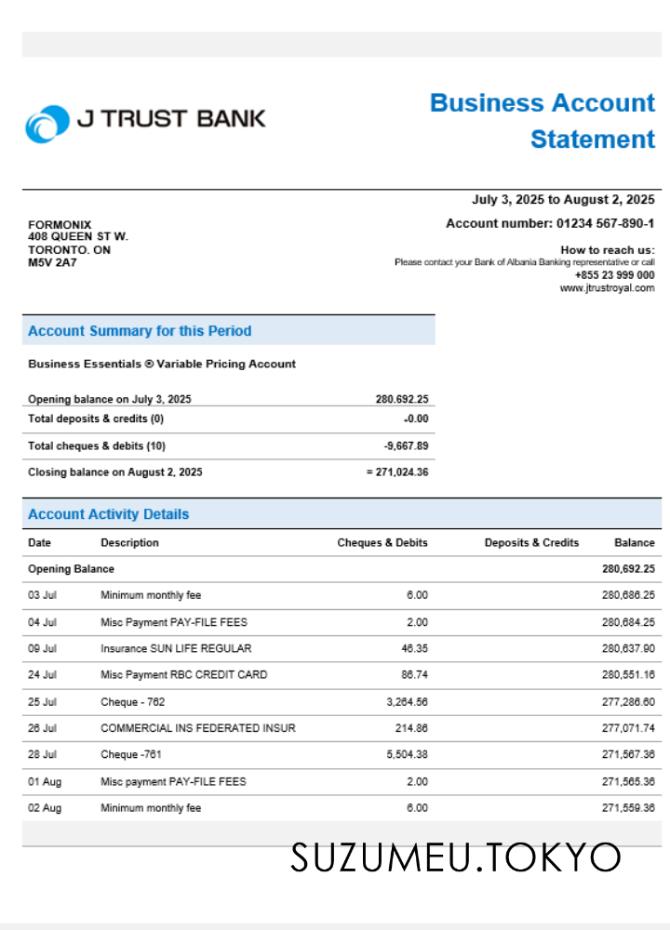 J TRUST BANK
Business Account
Statement
July 3, 2025 to August 2, 2025
Account number: 01234 567-890-1
FORMONIX
408 QUEEN ST W.
TORONTO. ON
M5V 2A7
How to reach us:
Please contact your Bank of Albania Banking representative or call
+855 23 999 000
www.jtrustroyal.com
Account Summary for this Period
Business Essentials ® Variable Pricing Account
Opening balance on July 3, 2025 280.692.25
Total deposits & credits (0) -0.00
Total cheques & debits (10) -9,667.89
Closing balance on August 2, 2025 = 271,024.36
Account Activity Details
Date Description Cheques & Debits Deposits & Credits Balance
Opening Balance 280,692.25
03 Jul Minimum monthly fee 6.00 280,686.25
04 Jul Misc Payment PAY-FILE FEES 2.00 280,684.25
09 Jul Insurance SUN LIFE REGULAR 46.35 280,637.90
24 Jul Misc Payment RBC CREDIT CARD 86.74 280,551.16
25 Jul Cheque - 762 3,264.56 277,286.60
26 Jul COMMERCIAL INS FEDERATED INSUR 214.86 277,071.74
28 Jul Cheque -761 5,504.38 271,567.36
01 Aug Misc payment PAY-FILE FEES 2.00 271,565.36
02 Aug Minimum monthly fee 6.00 271,559.36
SUZUMEU.TOKYO